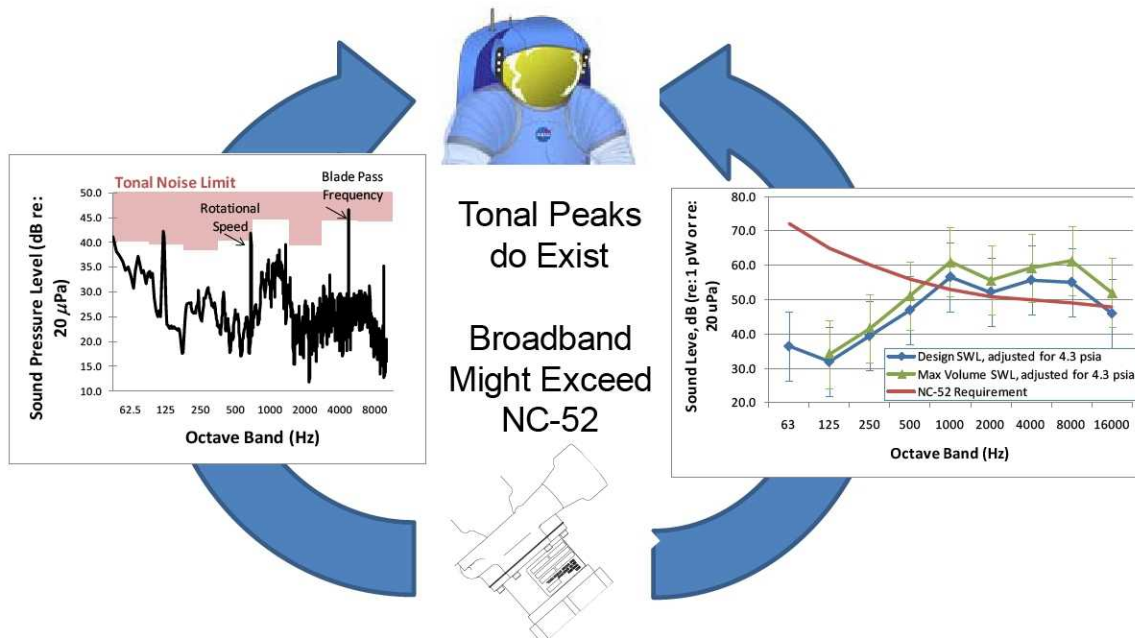 Tonal Noise Limit
Blade Pass
Frequency
Rotational
Speed
Sound Pressure Level (dB re:
20 µPa)
50.0
45.0
40.0
35.0
30.0
25.0
20.0
15.0
10.0
62.5 125 250 500 1000 2000 4000 8000
Octave Band (Hz)
NASA
Tonal Peaks
do Exist
Broadband
Might Exceed
NC-52
Sound Leve, dB (re: 1 pW or re:
20 uPa)
80.0
70.0
60.0
50.0
40.0
30.0
20.0
Design SWL, adjusted for 4.3 psia
Max Volume SWL, adjusted for 4.3 psia
NC-52 Requirement
63 125 250 500 1000 2000 4000 8000 16000
Octave Band (Hz)